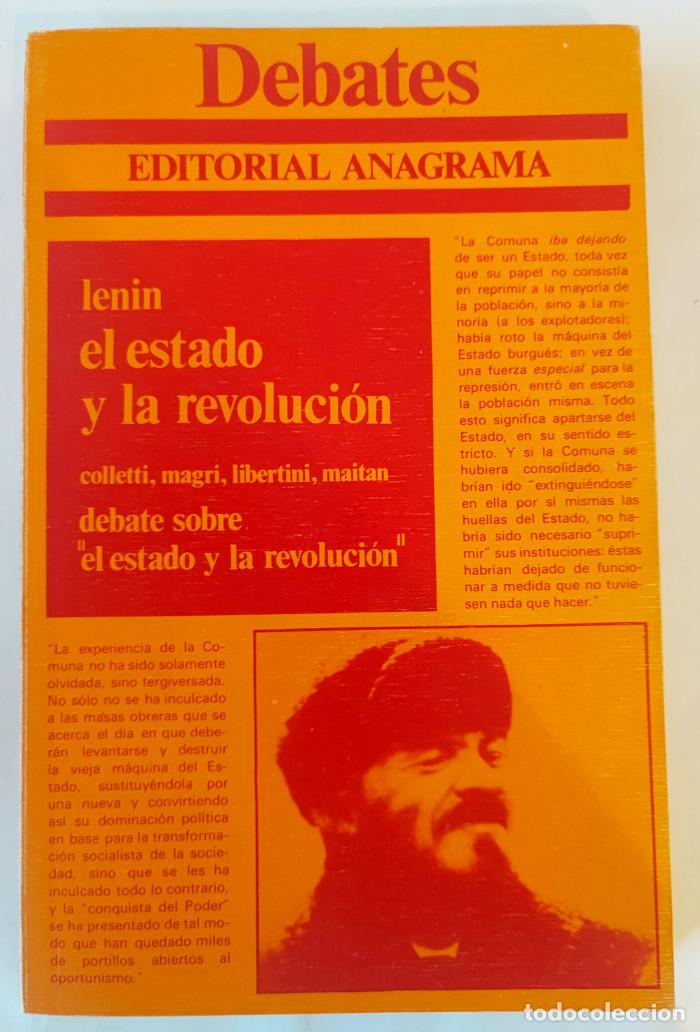 Debates
EDITORIAL ANAGRAMA
lenin
el estado
y la revolución
colletti, magri, libertini, maitan
debate sobre
"el estado y la revolución"
"La Comuna iba dejando
de ser un Estado, toda vez
que su papel no consistía
en reprimir a la mayoría de
la población, sino a la mi-
noría (a los explotadores);
había roto la máquina del
Estado burgués; en vez de
una fuerza especial para la
represión, entró en escena
la población misma. Todo
esto significa apartarse del
Estado, en su sentido es-
tricto. Y si la Comuna se
hubiera consolidado, ha-
brían ido "extinguiéndose"
en ella por sí mismas las
huellas del Estado, no ha-
bría sido necesario "supri-
mir" sus instituciones: éstas
habrían dejado de funcio-
nar a medida que no tuvie-
sen nada que hacer."
"La experiencia de la Co-
muna no ha sido solamente
olvidada, sino tergiversada.
No sólo no se ha inculcado
a las masas obreras que se
acerca el día en que debe-
rán levantarse y destruir
la vieja máquina del Es-
tado, sustituyéndola por
una nueva y convirtiendo
así su dominación política
en base para la transforma-
ción socialista de la socie-
dad, sino que se les ha
inculcado todo lo contrario,
y la "conquista del Poder"
se ha presentado de tal mo-
do que han quedado miles
de portillos abiertos al
oportunismo."
todocoleccion